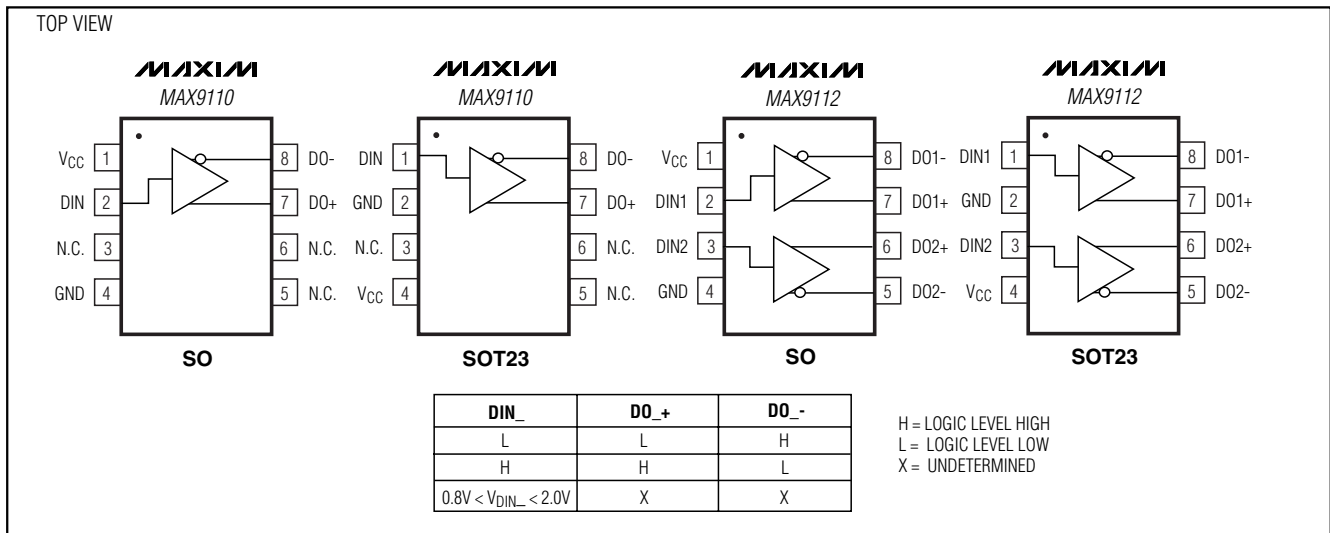 TOP VIEW
MAXIM MAXIM MAXIM MAXIM
MAX9110 MAX9110 MAX9112 MAX9112
VCC 1 8 DO- DIN 1 8 DO- VCC 1 8 DO1- DIN1 1 8 DO1-
DIN 2 7 DO+ GND 2 7 DO+ DIN1 2 7 DO1+ GND 2 7 DO1+
N.C. 3 6 N.C. N.C. 3 6 N.C. DIN2 3 6 DO2+ DIN2 3 6 DO2+
GND 4 5 N.C. VCC 4 5 N.C. GND 4 5 DO2- VCC 4 5 DO2-
SO SOT23 SO SOT23
DIN_ DO_+ DO_-
L L H
H H L
0.8V < VDIN_ < 2.0V X X
H = LOGIC LEVEL HIGH
L = LOGIC LEVEL LOW
X = UNDETERMINED